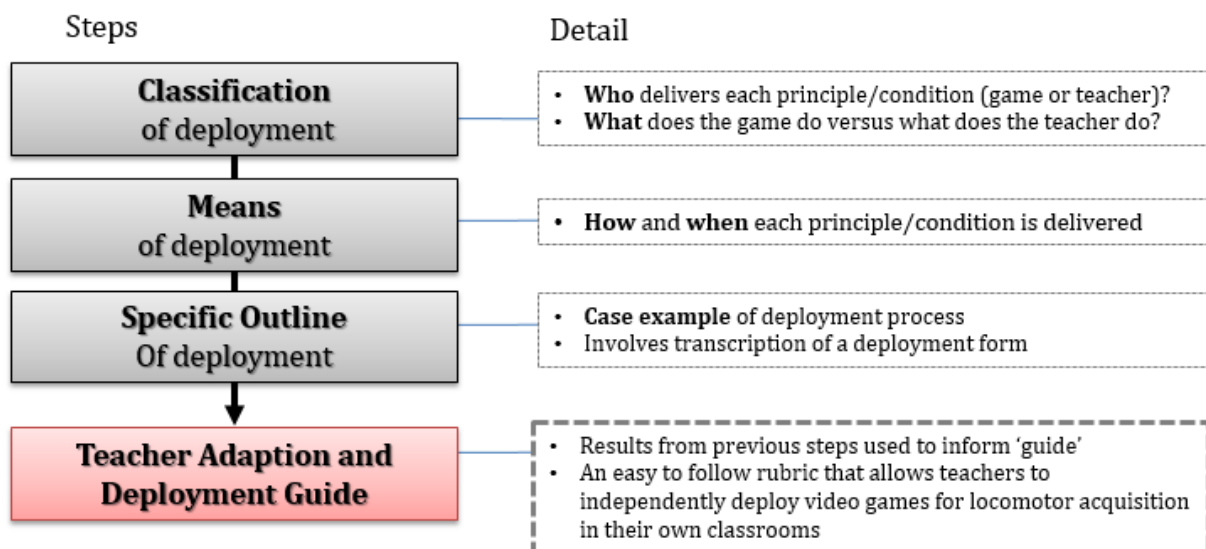 Steps
Detail
Classification
of deployment
• Who delivers each principle/condition (game or teacher)?
• What does the game do versus what does the teacher do?
Means
of deployment
• How and when each principle/condition is delivered
Specific Outline
Of deployment
• Case example of deployment process
• Involves transcription of a deployment form
Teacher Adaption and
Deployment Guide
• Results from previous steps used to inform ‘guide’
• An easy to follow rubric that allows teachers to
independently deploy video games for locomotor acquisition
in their own classrooms